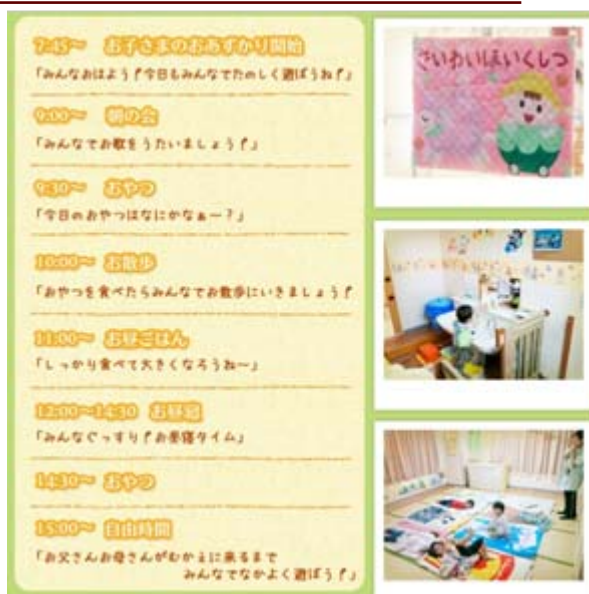 7:45～ お子さまのおあずかり開始
「みんなおはよう♪今日もみんなでたのしく遊ぼうね♪」
9:00～ 朝の会
「みんなでお歌をうたいましょう♪」
9:30～ おやつ
「今日のおやつはなにかなぁ～？」
10:00～ お散歩
「おやつを食べたらみんなでお散歩にいきましょう♪
11:00～ お昼ごはん
「しっかり食べて大きくなろうね～」
12:00～14:30 お昼寝
「みんなぐっすり♪お昼寝タイム」
14:30～ おやつ
15:00～ 自由時間
「お父さんお母さんがむかえに来るまで
みんなでなかよく遊ぼう♪」
さいわいほいくしつ